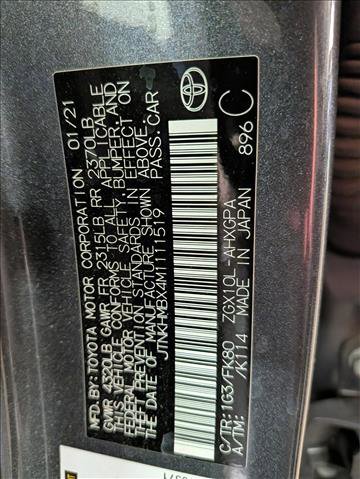 MFD. BY: TOYOTA MOTOR CORPORATION 01/21
GVWR 4320LB GAWR FR 2315LB RR 2370LB
THIS VEHICLE CONFORMS TO ALL APPLICABLE
FEDERAL MOTOR VEHICLE SAFETY, BUMPER, AND
THEFT PREVENTION STANDARDS IN EFFECT ON
THE DATE OF MANUFACTURE SHOWN ABOVE.
JTNKHMBX4M1111519 PASS. CAR
C/TR: 1G3/FK80 ZGX10L-AHXGPA
A/TM: /K114 MADE IN JAPAN 896 C